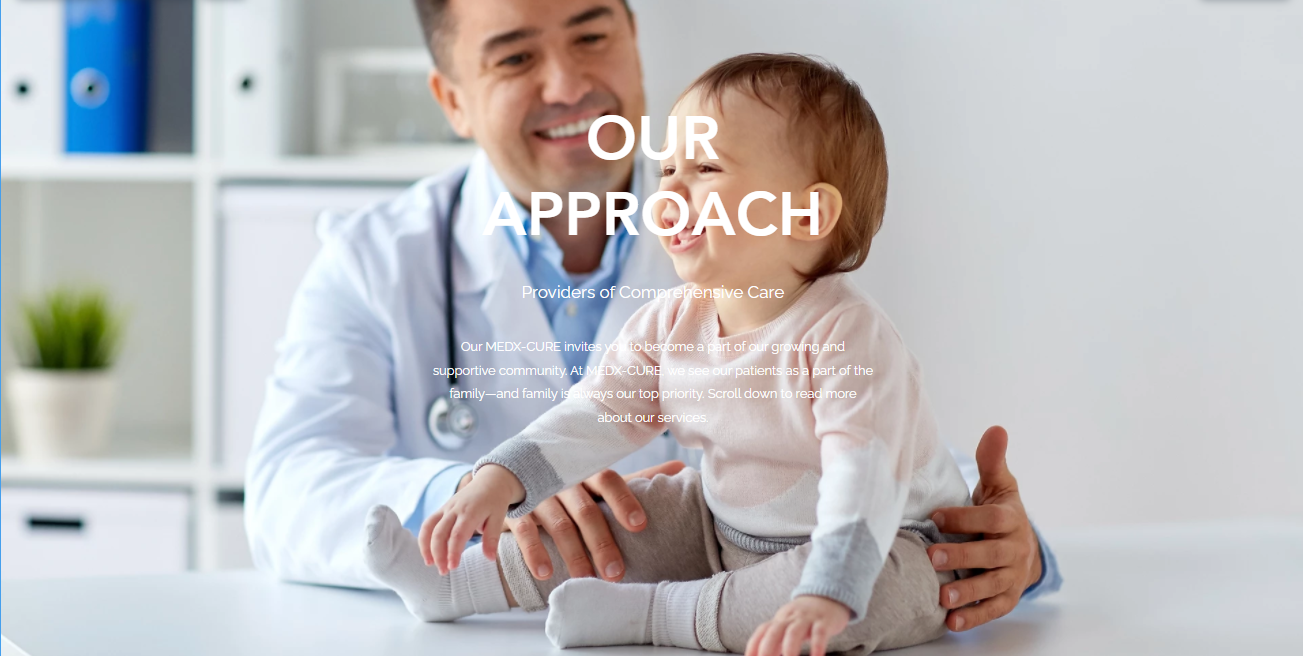 OUR
APPROACH
Providers of Comprehensive Care
Our MEDX-CURE invites you to become a part of our growing and
supportive community. At MEDX-CURE, we see our patients as a part of the
family—and family is always our top priority. Scroll down to read more
about our services